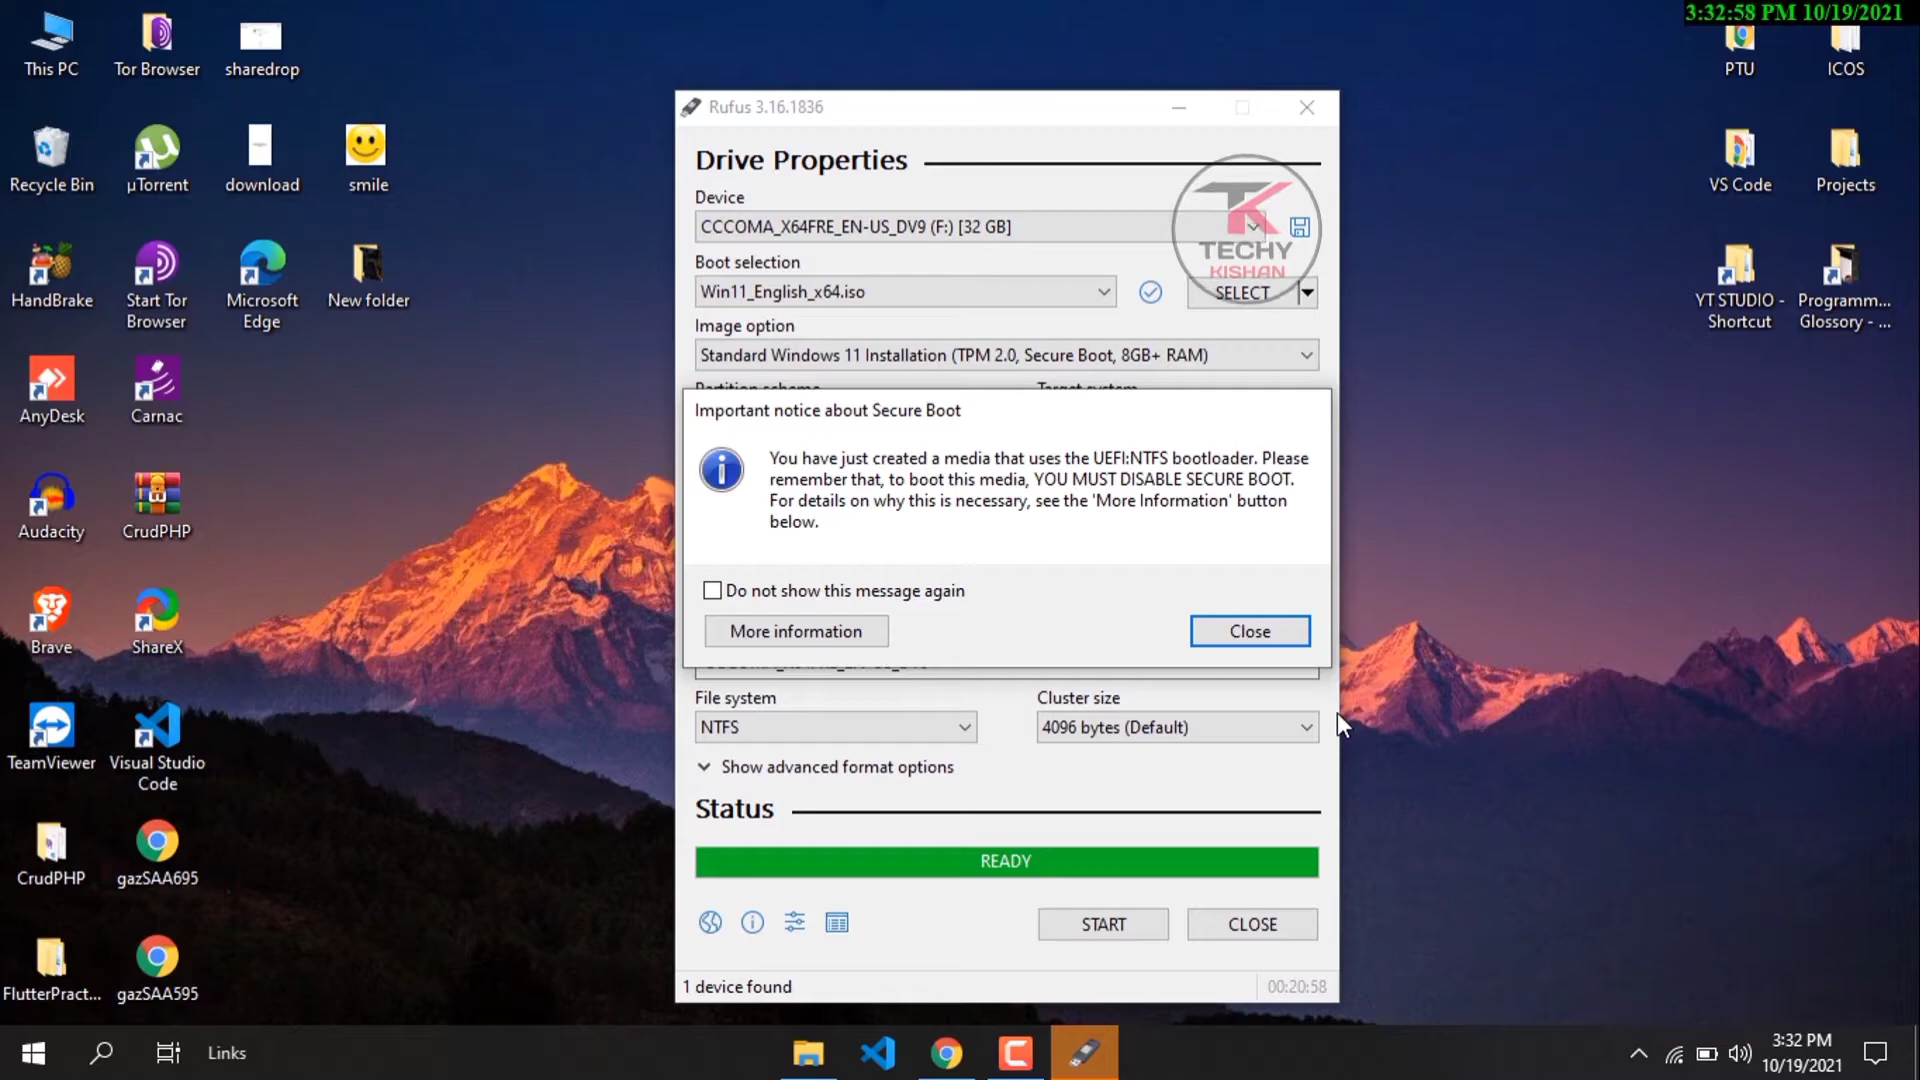 3:32:58 PM 10/19/2021
This PC
Tor Browser
sharedrop
PTU
ICOS
Recycle Bin
µTorrent
download
smile
VS Code
Projects
HandBrake
Start Tor
Browser
Microsoft
Edge
New folder
YT STUDIO -
Shortcut
Programm...
Glossory - ...
AnyDesk
Carnac
Audacity
CrudPHP
Brave
ShareX
TeamViewer
Visual Studio
Code
CrudPHP
gazSAA695
FlutterPract...
gazSAA595
Rufus 3.16.1836
Drive Properties
Device
CCCOMA_X64FRE_EN-US_DV9 (F:) [32 GB]
TK
TECHY
KISHAN
Boot selection
Win11_English_x64.iso
SELECT
Image option
Standard Windows 11 Installation (TPM 2.0, Secure Boot, 8GB+ RAM)
Partition scheme
Target system
Important notice about Secure Boot
You have just created a media that uses the UEFI:NTFS bootloader. Please
remember that, to boot this media, YOU MUST DISABLE SECURE BOOT.
For details on why this is necessary, see the 'More Information' button
below.
Do not show this message again
More information
Close
File system
Cluster size
NTFS
4096 bytes (Default)
Show advanced format options
Status
READY
START
CLOSE
1 device found
00:20:58
Links
3:32 PM
10/19/2021